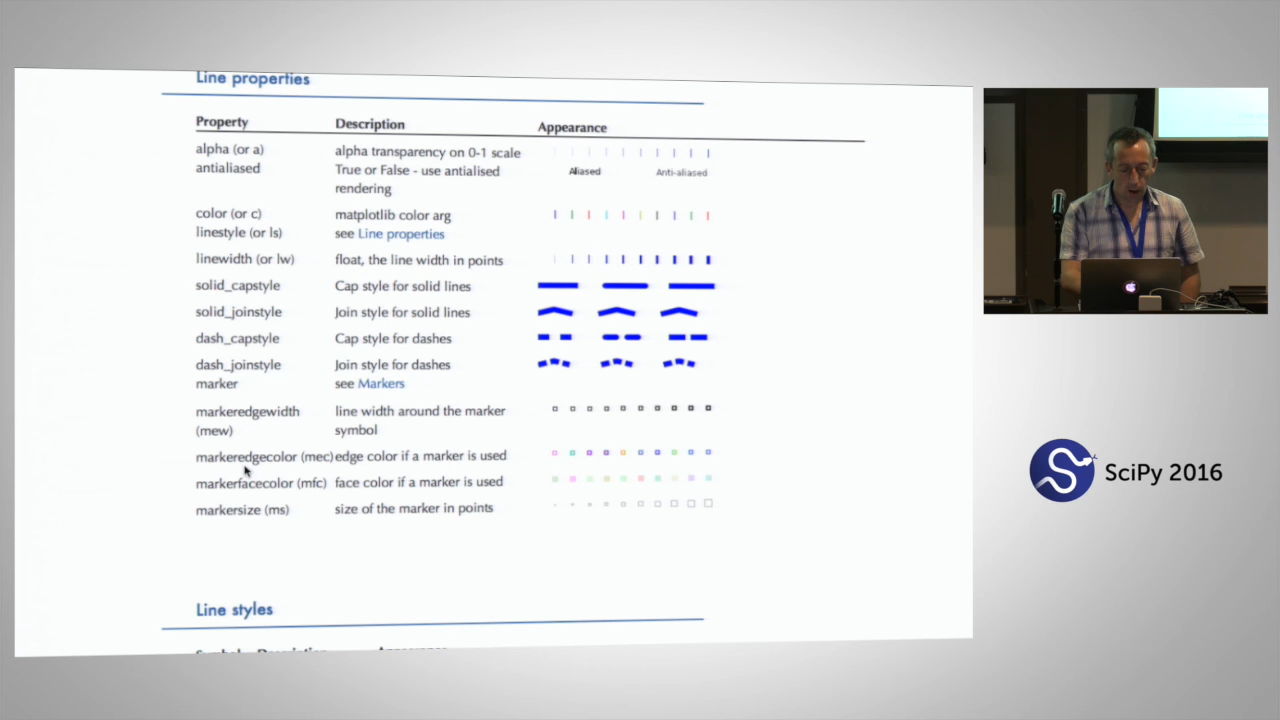 Line properties
Property Description Appearance
alpha (or a) alpha transparency on 0-1 scale
antialiased True or False - use antialised Aliased Anti-aliased
rendering
color (or c) matplotlib color arg
linestyle (or ls) see Line properties
linewidth (or lw) float, the line width in points
solid_capstyle Cap style for solid lines
solid_joinstyle Join style for solid lines
dash_capstyle Cap style for dashes
dash_joinstyle Join style for dashes
marker see Markers
markeredgewidth line width around the marker
(mew) symbol
markeredgecolor (mec) edge color if a marker is used
markerfacecolor (mfc) face color if a marker is used
markersize (ms) size of the marker in points
Line styles
SciPy 2016